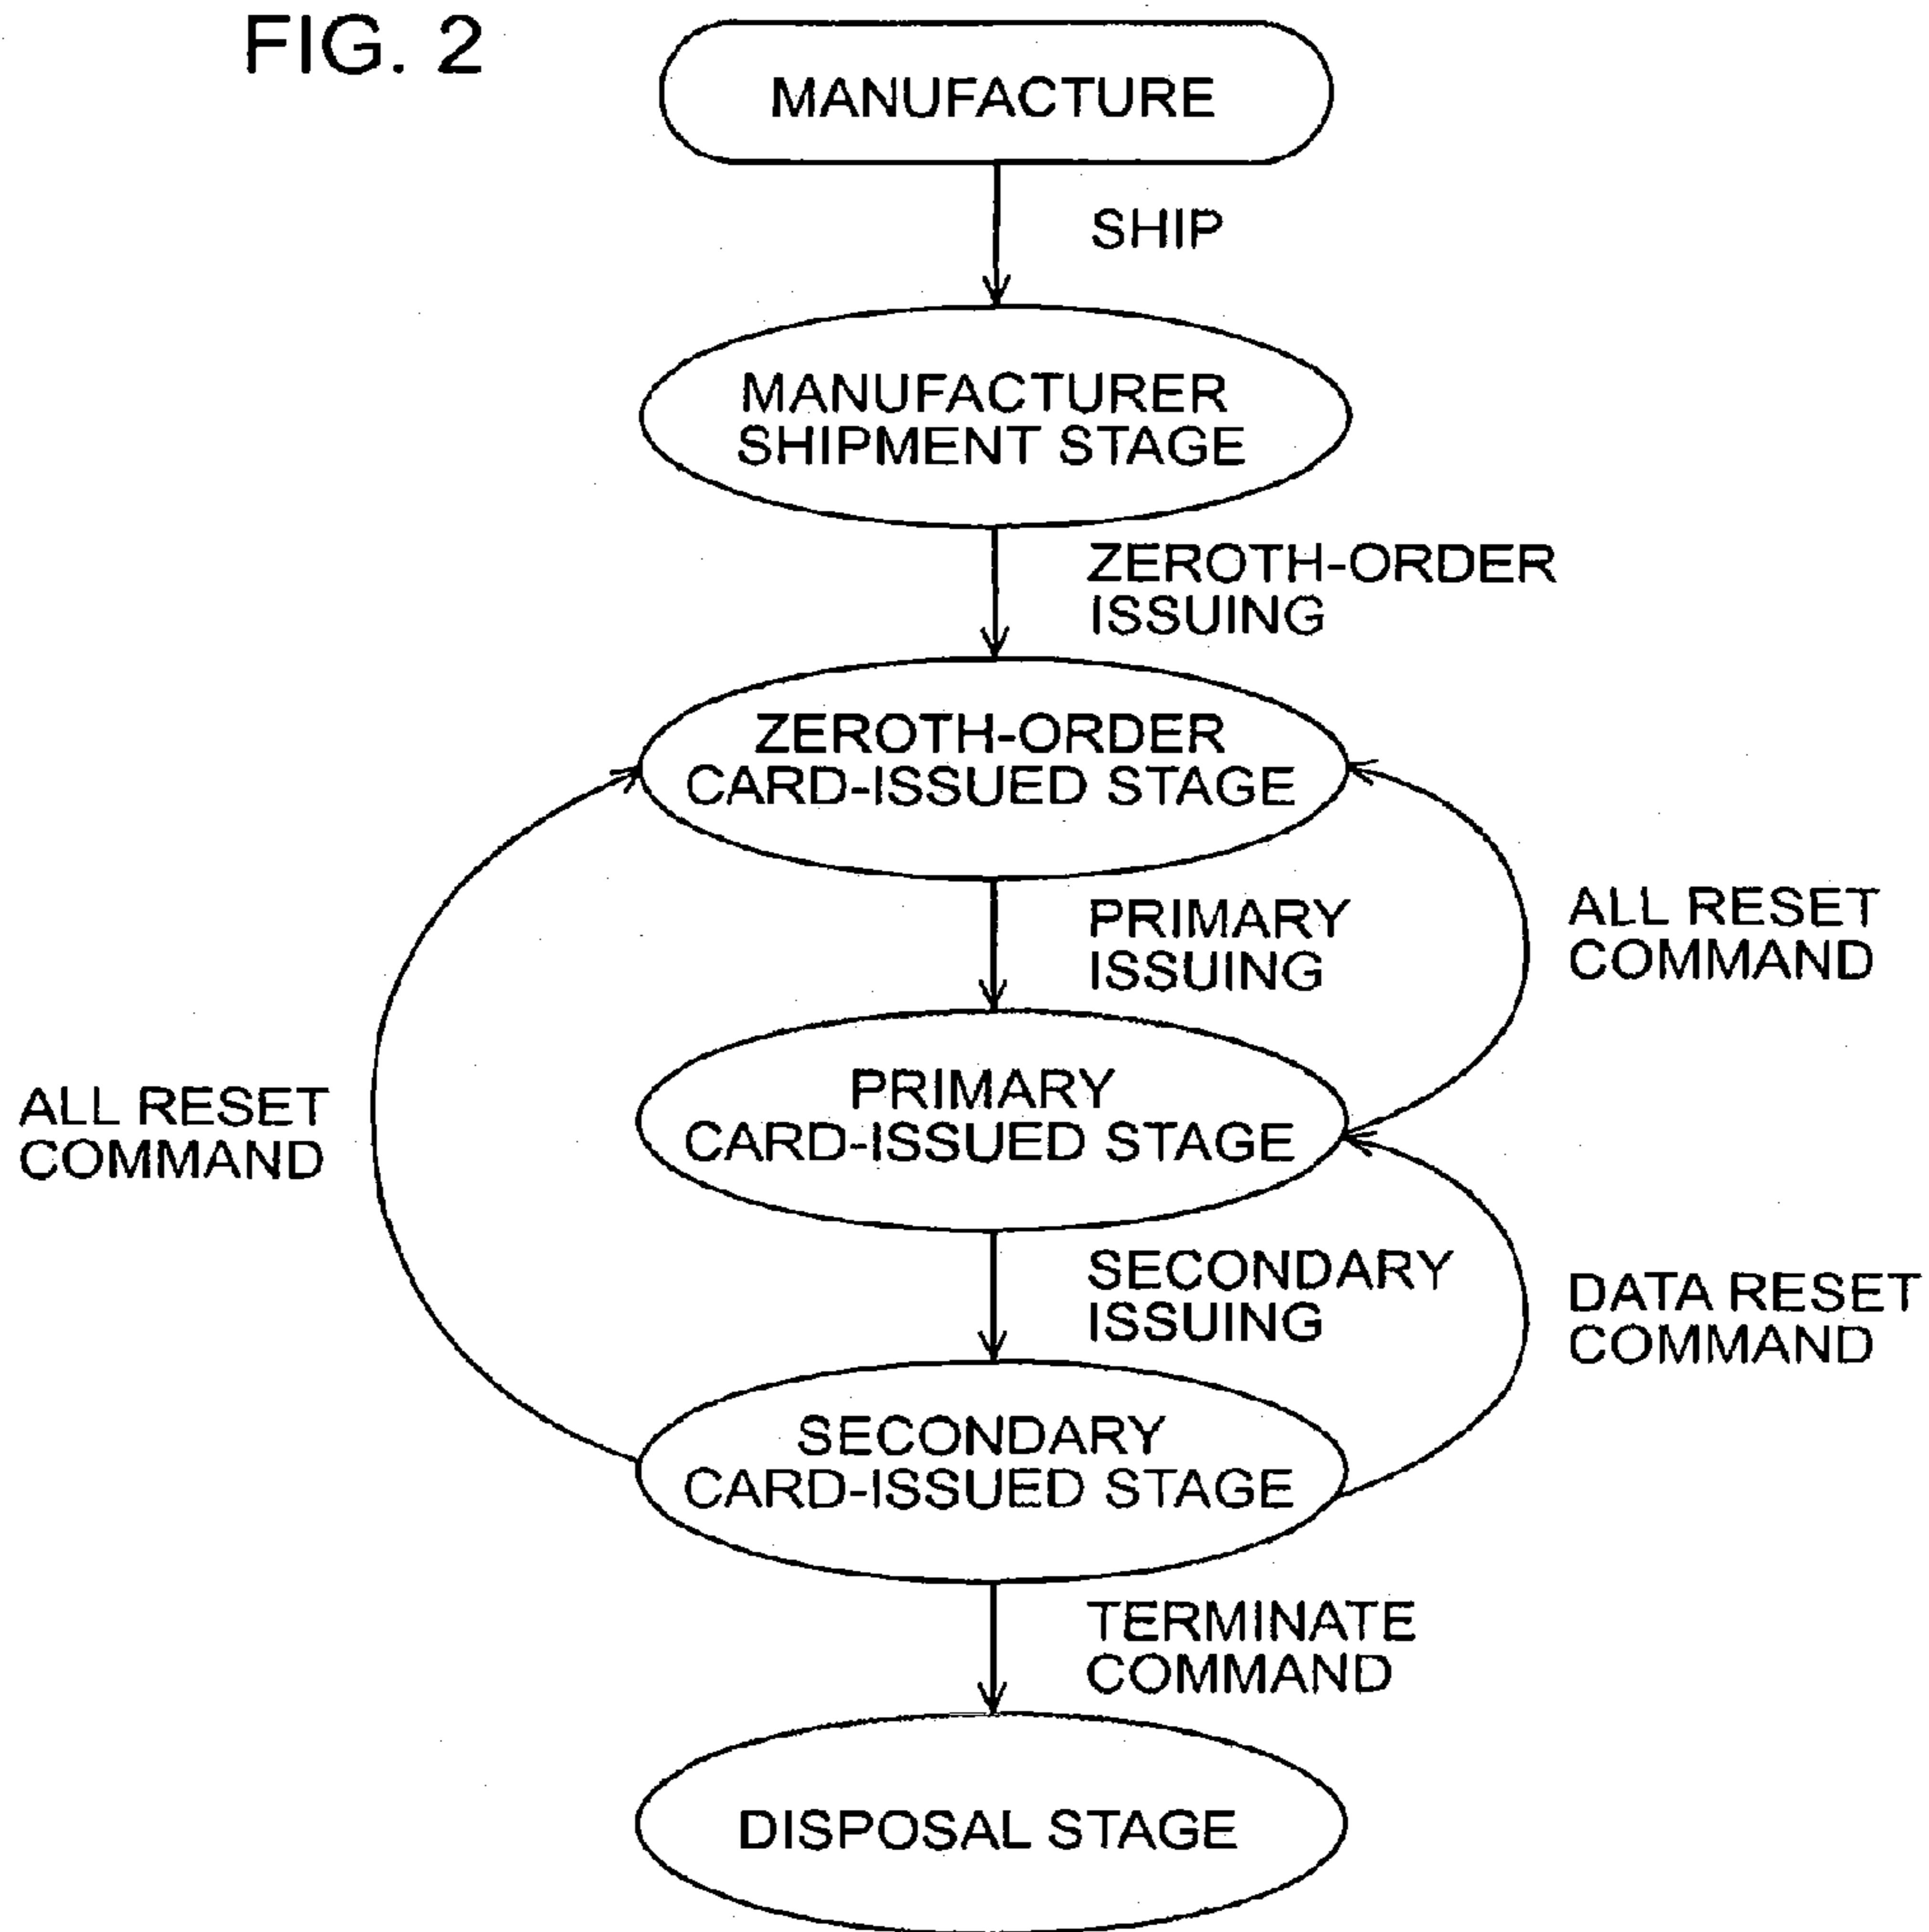 FIG. 2
MANUFACTURE
SHIP
MANUFACTURER
SHIPMENT STAGE
ZEROTH-ORDER
ISSUING
ZEROTH-ORDER
CARD-ISSUED STAGE
PRIMARY
ISSUING
ALL RESET
COMMAND
PRIMARY
CARD-ISSUED STAGE
ALL RESET
COMMAND
SECONDARY
ISSUING
DATA RESET
COMMAND
SECONDARY
CARD-ISSUED STAGE
TERMINATE
COMMAND
DISPOSAL STAGE